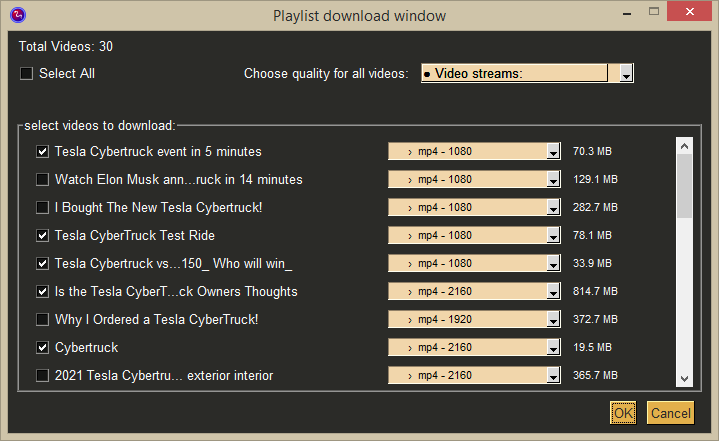 Playlist download window
Total Videos: 30
Select All Choose quality for all videos: ● Video streams:
select videos to download:
Tesla Cybertruck event in 5 minutes › mp4 - 1080 70.3 MB
Watch Elon Musk ann...ruck in 14 minutes › mp4 - 1080 129.1 MB
I Bought The New Tesla Cybertruck! › mp4 - 1080 282.7 MB
Tesla CyberTruck Test Ride › mp4 - 1080 78.1 MB
Tesla Cybertruck vs...150_ Who will win_ › mp4 - 1080 33.9 MB
Is the Tesla CyberT...ck Owners Thoughts › mp4 - 2160 814.7 MB
Why I Ordered a Tesla CyberTruck! › mp4 - 1920 372.7 MB
Cybertruck › mp4 - 2160 19.5 MB
2021 Tesla Cybertru... exterior interior › mp4 - 2160 365.7 MB
OK Cancel